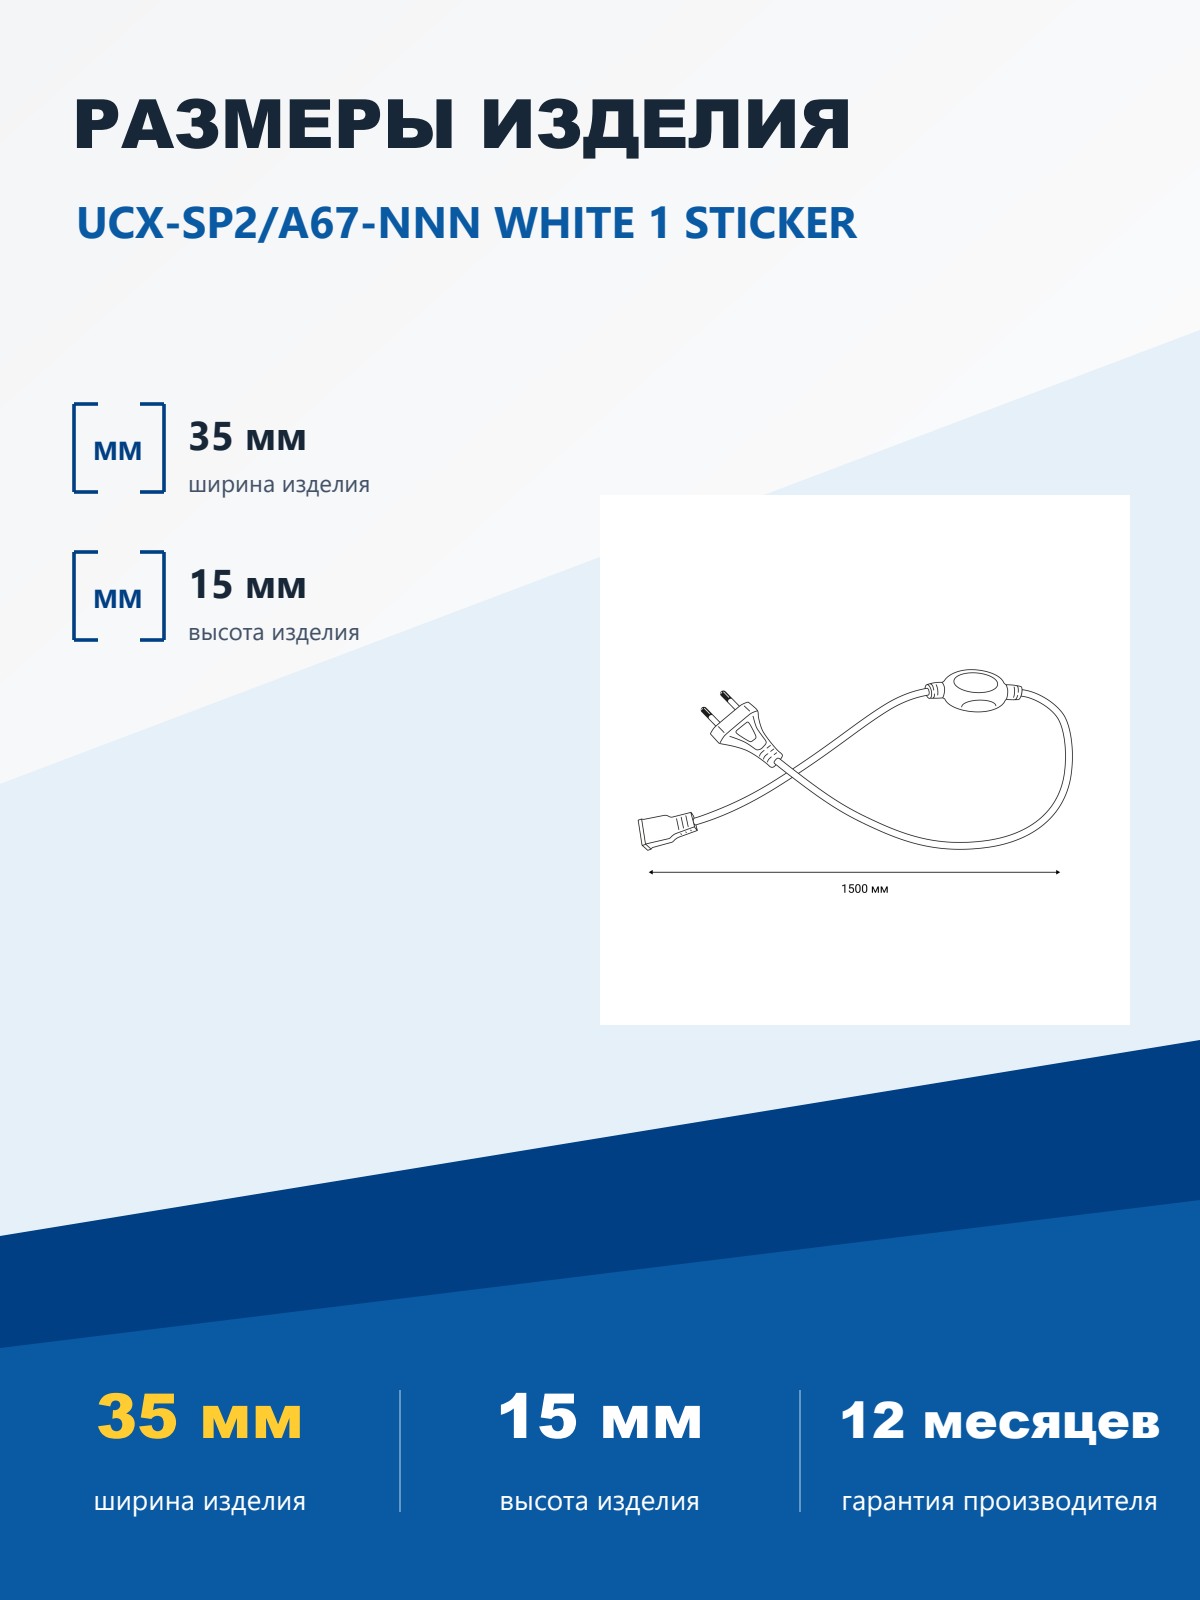 РАЗМЕРЫ ИЗДЕЛИЯ
UCX-SP2/A67-NNN WHITE 1 STICKER
мм
35 мм
ширина изделия
мм
15 мм
высота изделия
1500 мм
35 мм
ширина изделия
15 мм
высота изделия
12 месяцев
гарантия производителя